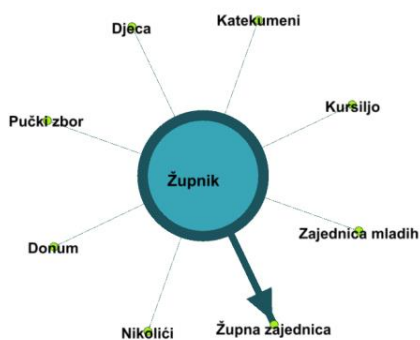 Katekumeni
Djeca
Kursiljo
Pučki zbor
Župnik
Zajednica mladih
Donum
Župna zajednica
Nikolići